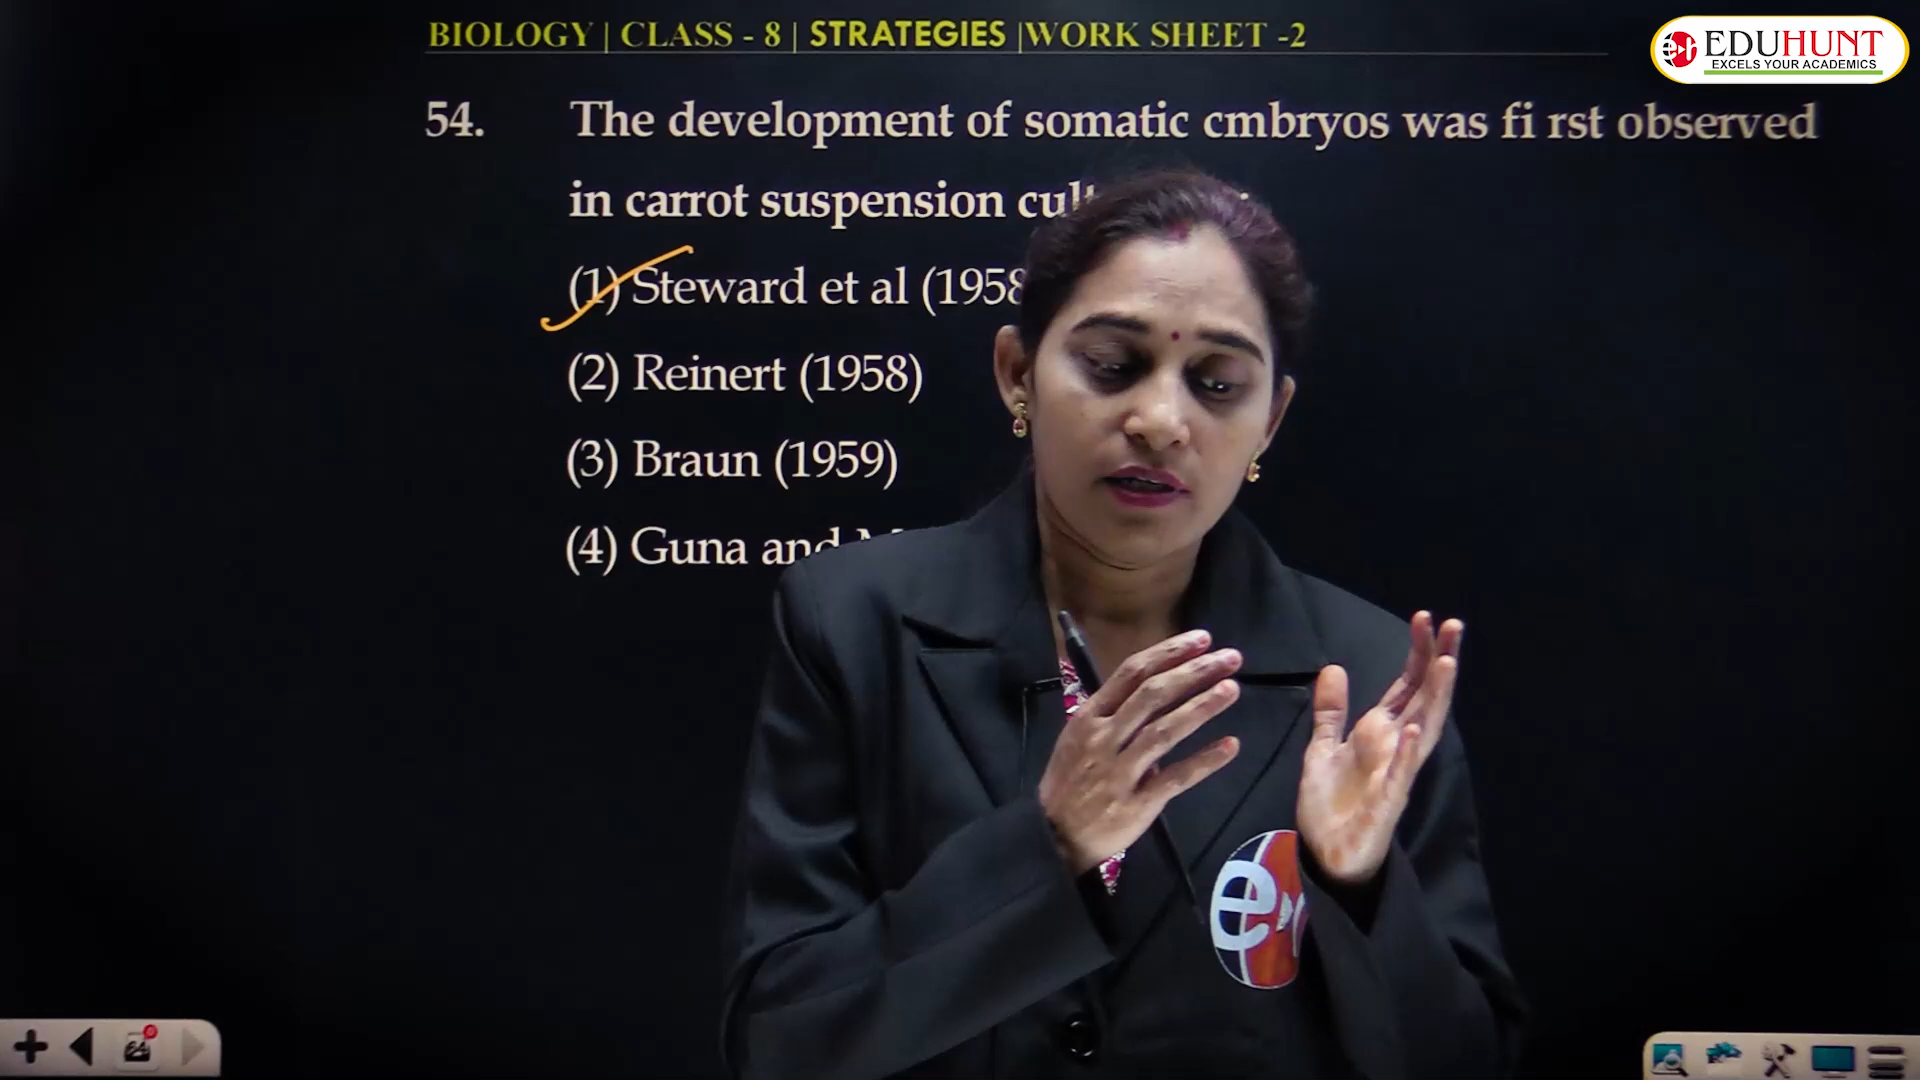 BIOLOGY | CLASS - 8 | STRATEGIES |WORK SHEET -2
EDUHUNT
EXCELS YOUR ACADEMICS
54. The development of somatic cmbryos was fi rst observed
in carrot suspension
(1) Steward et al (1958
(2) Reinert (1958)
(3) Braun (1959)
(4) Guna and
64